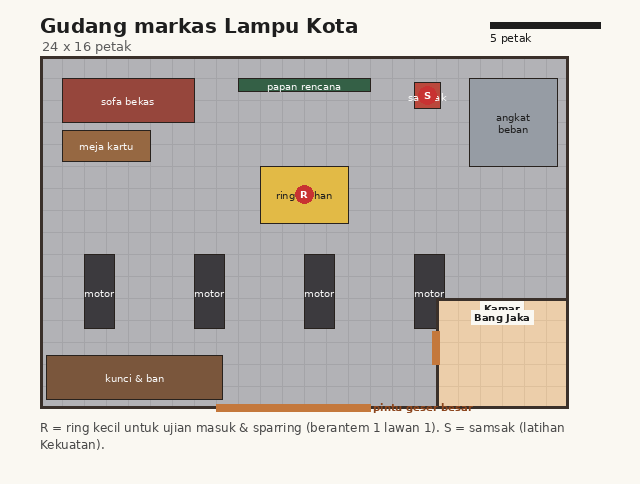 Gudang markas Lampu Kota
24 x 16 petak
5 petak
sofa bekas
papan rencana
S
angkat
beban
meja kartu
R
motor
motor
motor
motor
Kamar
Bang Jaka
kunci & ban
pintu geser besar
R = ring kecil untuk ujian masuk & sparring (berantem 1 lawan 1). S = samsak (latihan
Kekuatan).